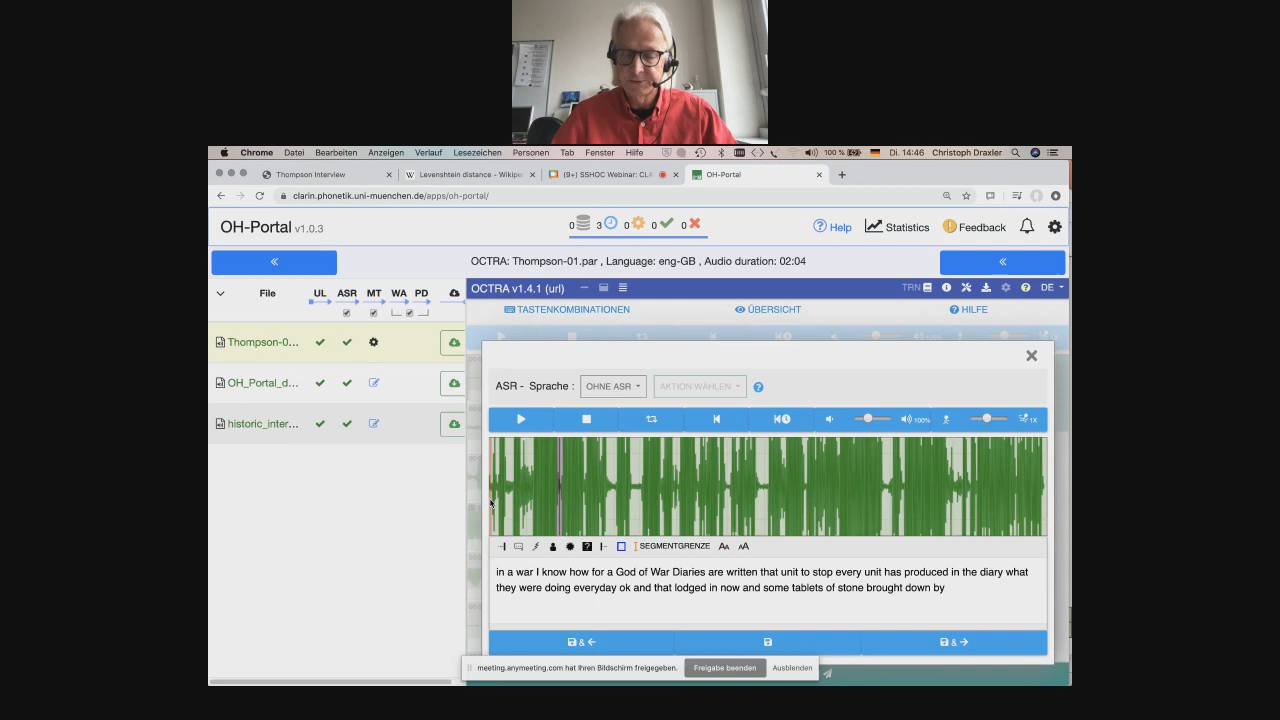 Chrome Datei Bearbeiten Anzeigen Verlauf Lesezeichen Personen Tab Fenster Hilfe 100 % Di. 14:46 Christoph Draxler
Thompson Interview Levenshtein distance - Wikipe (9+) SSHOC Webinar: CLA OH-Portal
clarin.phonetik.uni-muenchen.de/apps/oh-portal/
OH-Portal v1.0.3 0 3 0 0 0 Help Statistics Feedback
OCTRA: Thompson-01.par , Language: eng-GB , Audio duration: 02:04
File UL ASR MT WA PD
OCTRA v1.4.1 (url) TRN DE
TASTENKOMBINATIONEN ÜBERSICHT HILFE
Thompson-0...
OH_Portal_d...
historic_inter...
ASR - Sprache : OHNE ASR AKTION WÄHLEN
100% 1X
SEGMENTGRENZE AA AA
in a war I know how for a God of War Diaries are written that unit to stop every unit has produced in the diary what
they were doing everyday ok and that lodged in now and some tablets of stone brought down by
& &
meeting.anymeeting.com hat Ihren Bildschirm freigegeben. Freigabe beenden Ausblenden